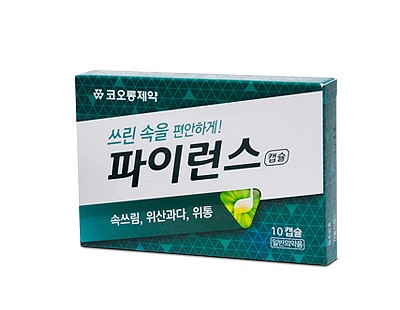 코오롱제약
쓰린 속을 편안하게!
파이런스 캡슐
속쓰림, 위산과다, 위통
10 캡슐
일반의약품